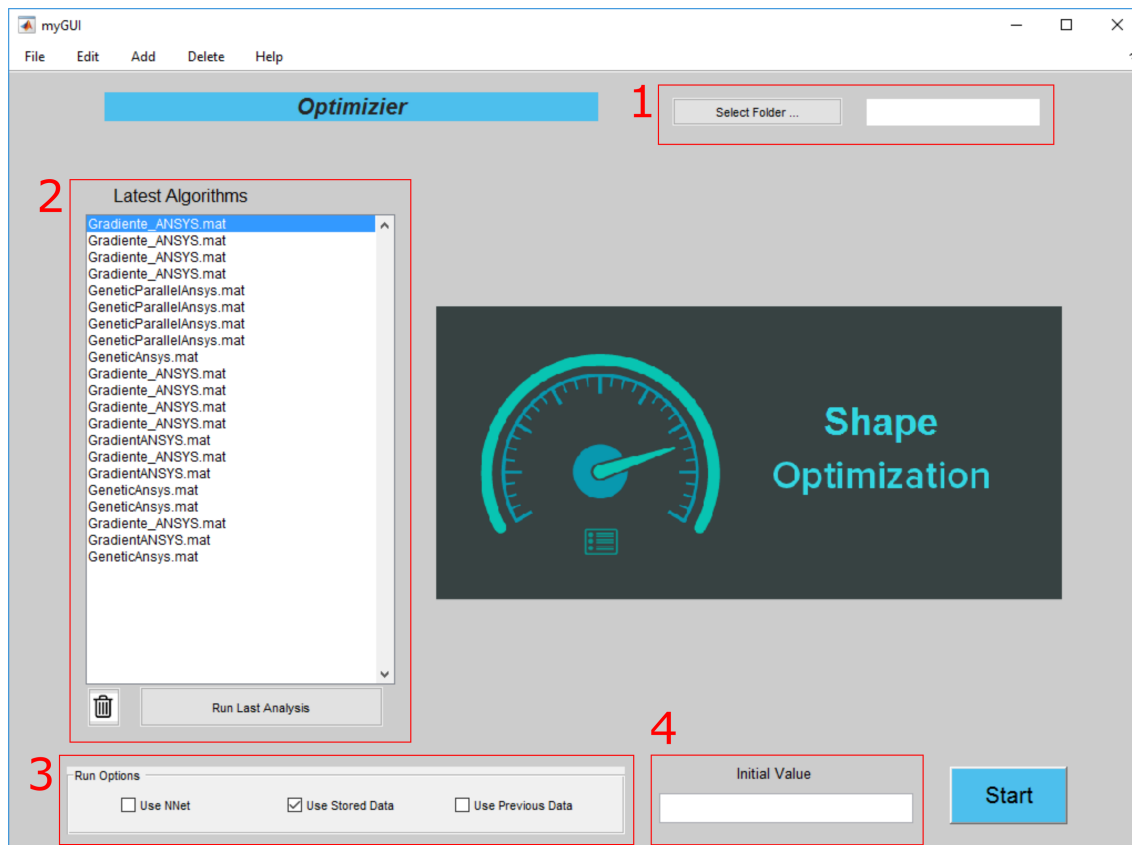 myGUI
File Edit Add Delete Help
Optimizier
1
Select Folder ...
2
Latest Algorithms
Gradiente_ANSYS.mat
Gradiente_ANSYS.mat
Gradiente_ANSYS.mat
Gradiente_ANSYS.mat
GeneticParallelAnsys.mat
GeneticParallelAnsys.mat
GeneticParallelAnsys.mat
GeneticParallelAnsys.mat
GeneticAnsys.mat
Gradiente_ANSYS.mat
Gradiente_ANSYS.mat
Gradiente_ANSYS.mat
Gradiente_ANSYS.mat
GradientANSYS.mat
Gradiente_ANSYS.mat
GradientANSYS.mat
GeneticAnsys.mat
GeneticAnsys.mat
Gradiente_ANSYS.mat
GradientANSYS.mat
GeneticAnsys.mat
Run Last Analysis
Shape
Optimization
3
Run Options
Use NNet
Use Stored Data
Use Previous Data
4
Initial Value
Start